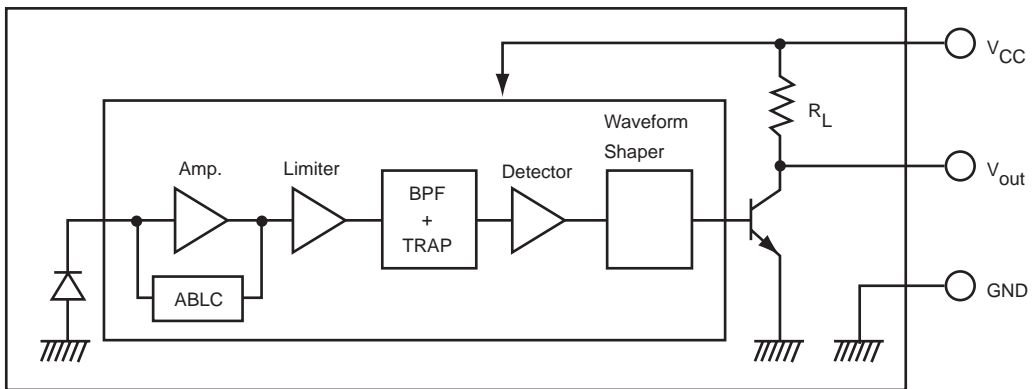 V_CC
Waveform
Shaper
R_L
Amp.
Limiter
Detector
V_out
BPF
+
TRAP
ABLC
GND